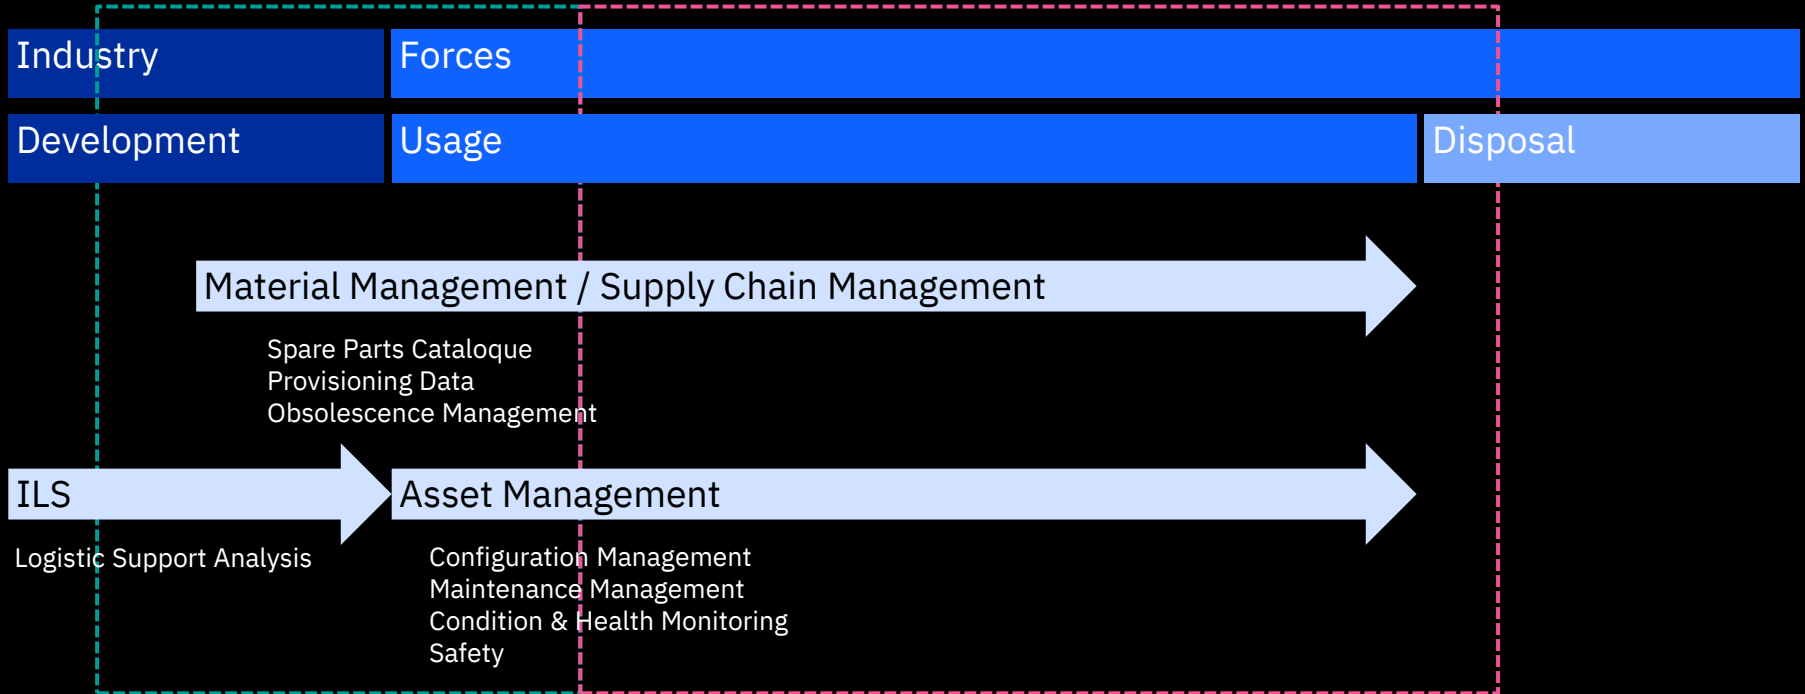 Industry
Forces
Development
Usage
Disposal
Material Management / Supply Chain Management
Spare Parts Cataloque
Provisioning Data
Obsolescence Management
ILS
Asset Management
Logistic Support Analysis
Configuration Management
Maintenance Management
Condition & Health Monitoring
Safety